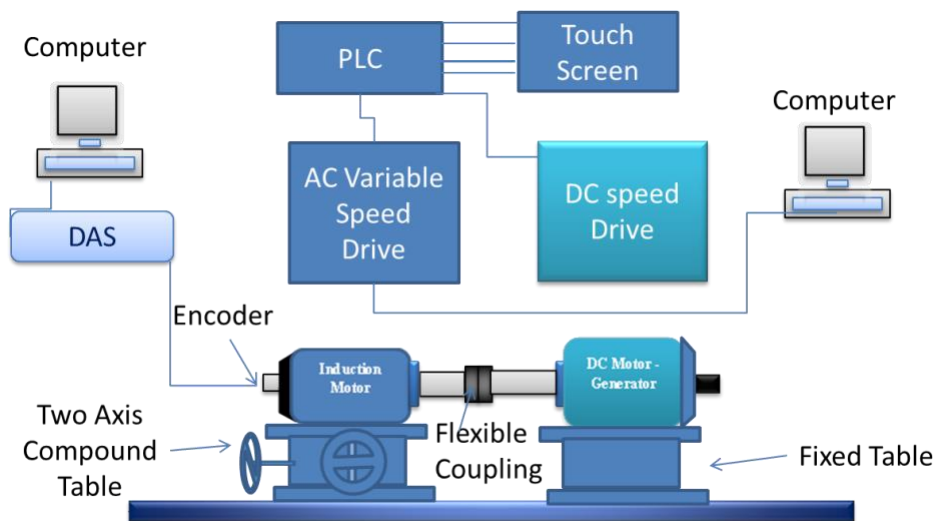 Computer
PLC
Touch
Screen
Computer
AC Variable
Speed
Drive
DC speed
Drive
DAS
Encoder
Induction
Motor
DC Motor -
Generator
Two Axis
Compound
Table
Flexible
Coupling
Fixed Table